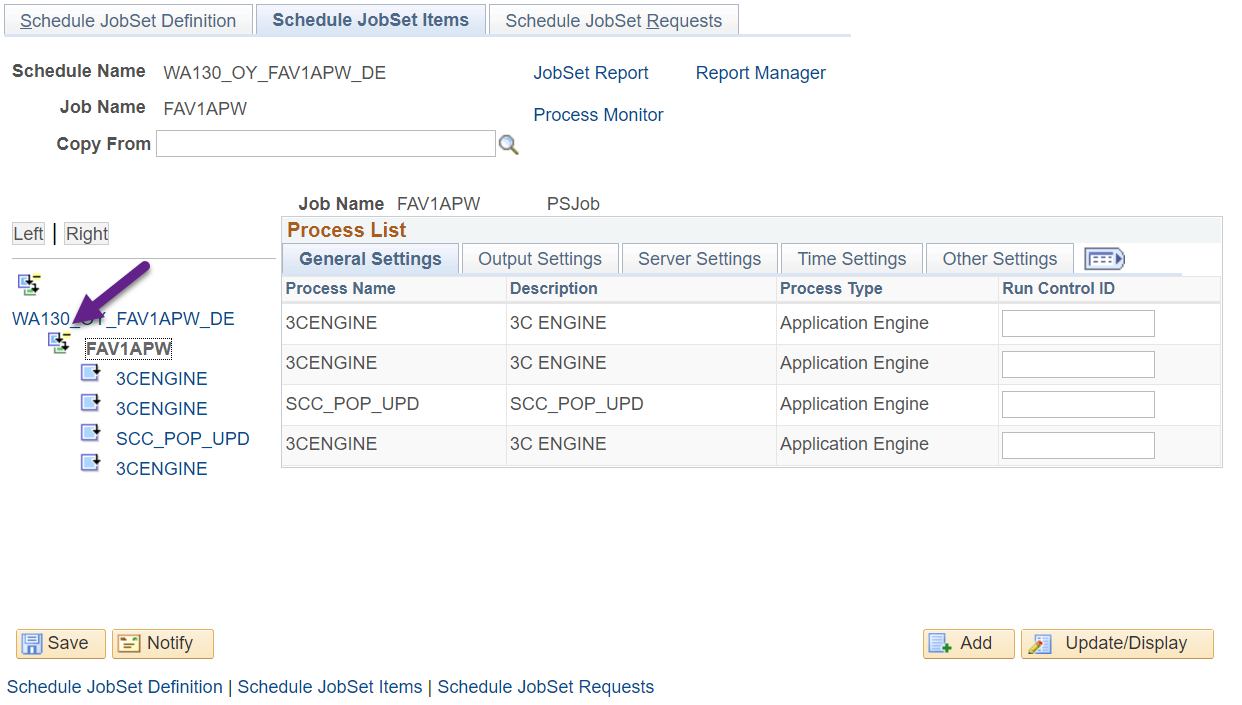 Schedule JobSet Definition Schedule JobSet Items Schedule JobSet Requests
Schedule Name WA130_OY_FAV1APW_DE JobSet Report Report Manager
Job Name FAV1APW
Process Monitor
Copy From
Job Name FAV1APW PSJob
Left | Right
Process List
General Settings Output Settings Server Settings Time Settings Other Settings
Process Name Description Process Type Run Control ID
3CENGINE 3C ENGINE Application Engine
3CENGINE 3C ENGINE Application Engine
SCC_POP_UPD SCC_POP_UPD Application Engine
3CENGINE 3C ENGINE Application Engine
WA130_OY_FAV1APW_DE
FAV1APW
3CENGINE
3CENGINE
SCC_POP_UPD
3CENGINE
Save Notify Add Update/Display
Schedule JobSet Definition | Schedule JobSet Items | Schedule JobSet Requests